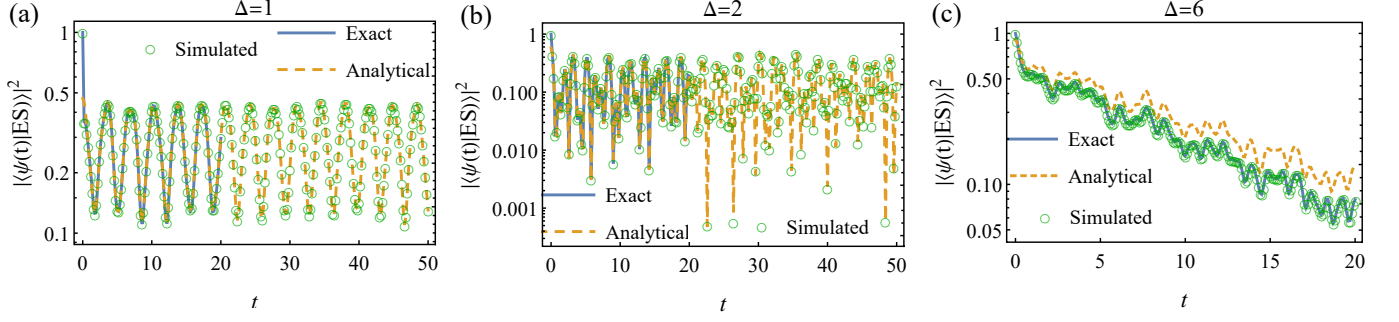 (a)
Δ=1
|⟨ψ(t)|ES⟩⟩|²
1
0.5
0.2
0.1
Simulated
Exact
Analytical
0 10 20 30 40 50
t
(b)
Δ=2
|⟨ψ(t)|ES⟩⟩|²
1
0.100
0.010
0.001
Exact
Analytical
Simulated
0 10 20 30 40 50
t
(c)
Δ=6
|⟨ψ(t)|ES⟩⟩|²
1
0.50
0.10
0.05
Exact
Analytical
Simulated
0 5 10 15 20
t